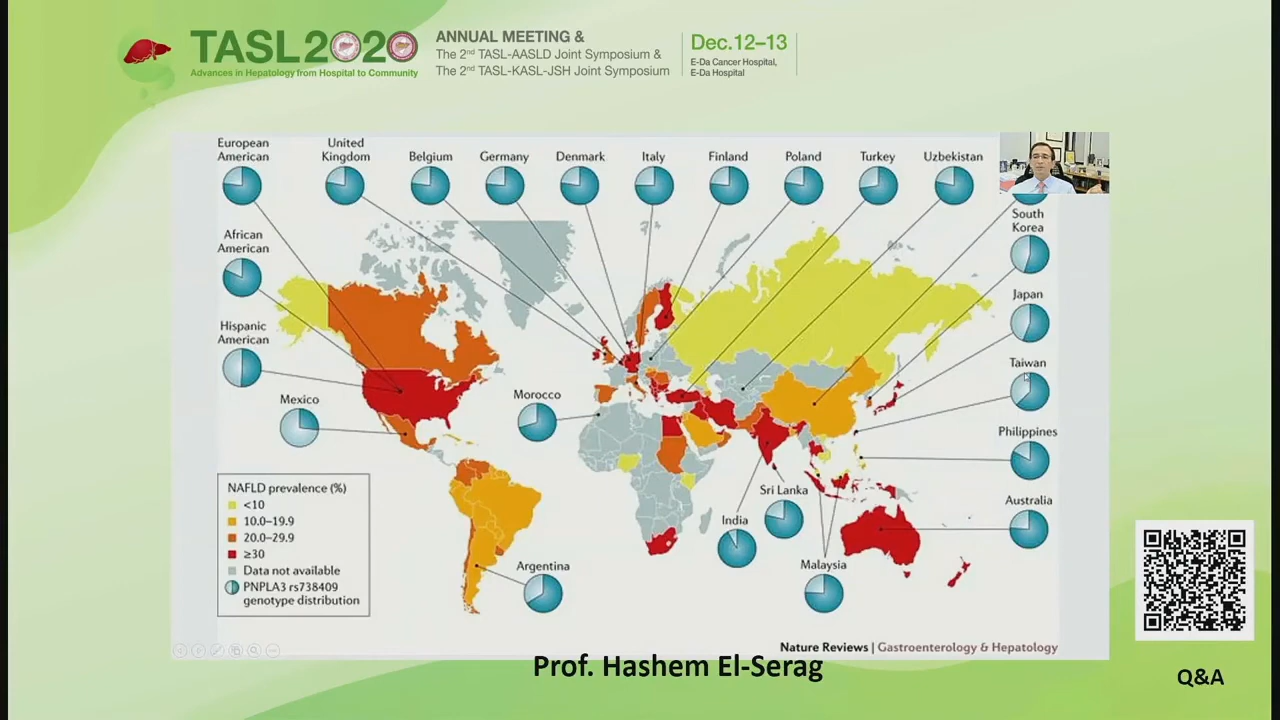 TASL2020
Advances in Hepatology from Hospital to Community
ANNUAL MEETING &
The 2nd TASL-AASLD Joint Symposium &
The 2nd TASL-KASL-JSH Joint Symposium
Dec.12–13
E-Da Cancer Hospital,
E-Da Hospital
European
American
United
Kingdom
Belgium
Germany
Denmark
Italy
Finland
Poland
Turkey
Uzbekistan
African
American
South
Korea
Hispanic
American
Japan
Mexico
Morocco
Taiwan
Philippines
Sri Lanka
Australia
India
Malaysia
Argentina
NAFLD prevalence (%)
<10
10.0–19.9
20.0–29.9
≥30
Data not available
PNPLA3 rs738409
genotype distribution
Nature Reviews | Gastroenterology & Hepatology
Prof. Hashem El-Serag
Q&A